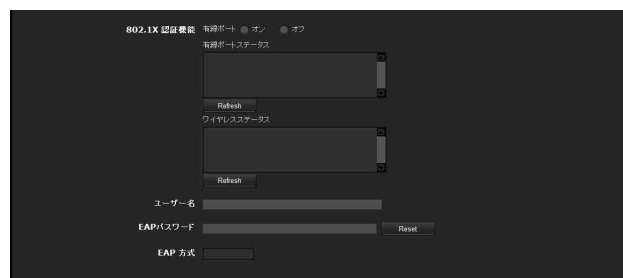 802.1X 認証機能 有線ポート オン オフ
有線ポートステータス
Refresh
ワイヤレスステータス
Refresh
ユーザー名
EAPパスワード Reset
EAP 方式